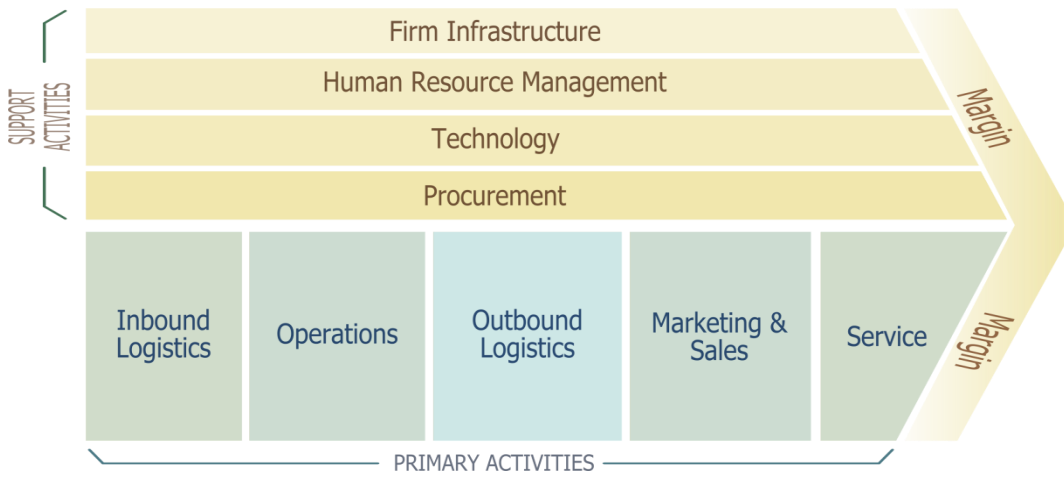 Firm Infrastructure
Human Resource Management
Technology
Procurement
SUPPORT
ACTIVITIES
Margin
Inbound
Logistics
Operations
Outbound
Logistics
Marketing &
Sales
Service
Margin
PRIMARY ACTIVITIES